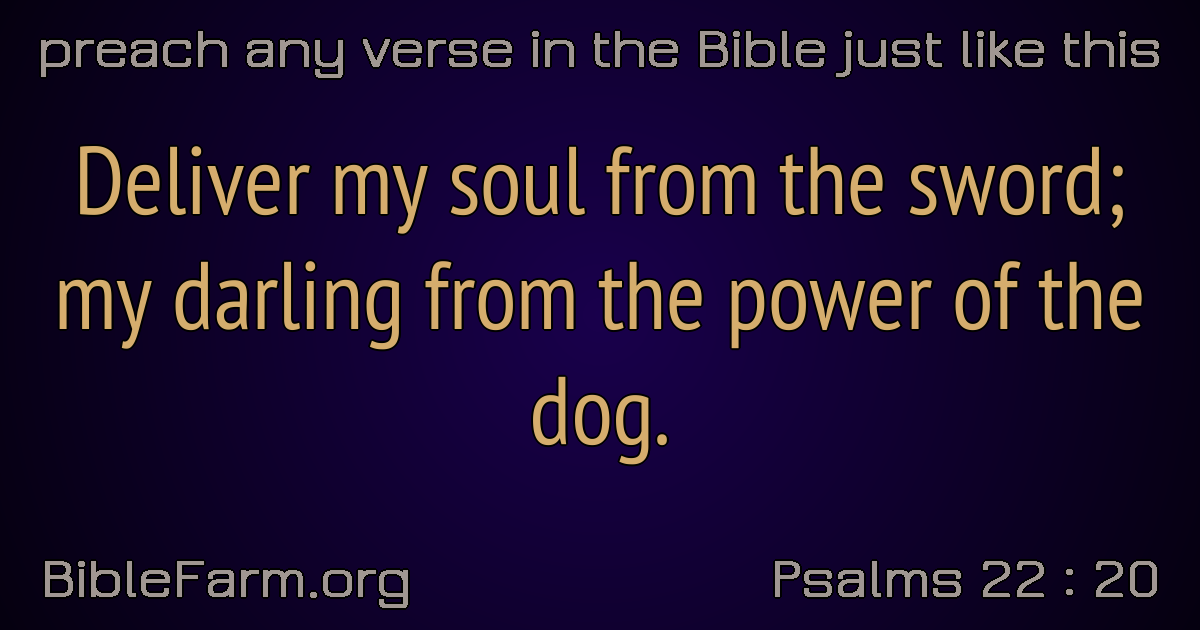 preach any verse in the Bible just like this
Deliver my soul from the sword;
my darling from the power of the
dog.
BibleFarm.org
Psalms 22 : 20